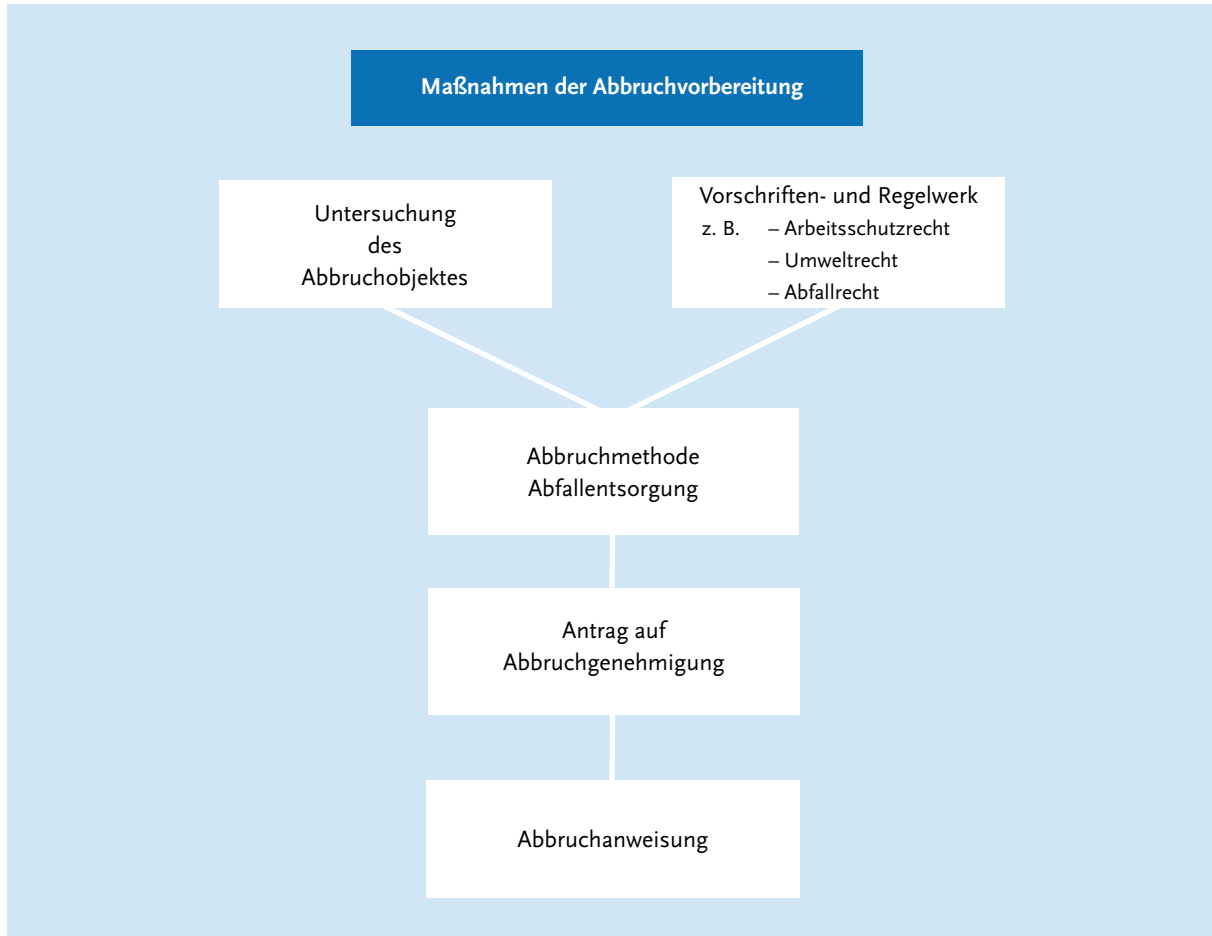 Maßnahmen der Abbruchvorbereitung
Untersuchung
des
Abbruchobjektes
Vorschriften- und Regelwerk
z. B. – Arbeitsschutzrecht
– Umweltrecht
– Abfallrecht
Abbruchmethode
Abfallentsorgung
Antrag auf
Abbruchgenehmigung
Abbruchanweisung